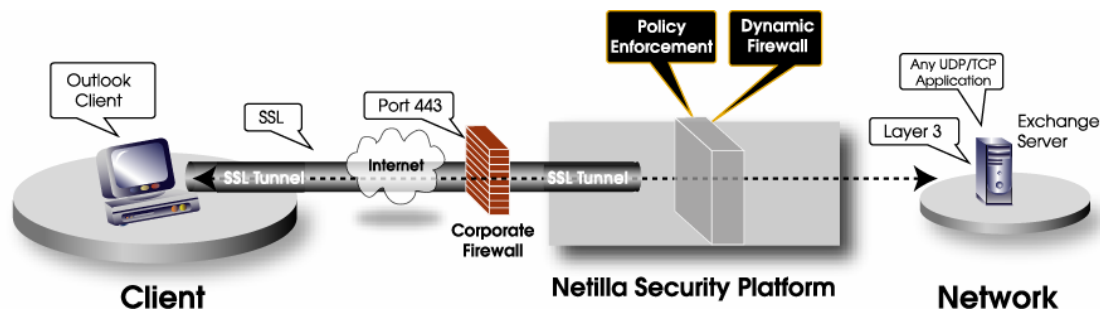 Policy
Enforcement
Dynamic
Firewall
Outlook
Client
SSL
Port 443
Any UDP/TCP
Application
Layer 3
Exchange
Server
SSL Tunnel
Internet
SSL Tunnel
Corporate
Firewall
Client
Netilla Security Platform
Network